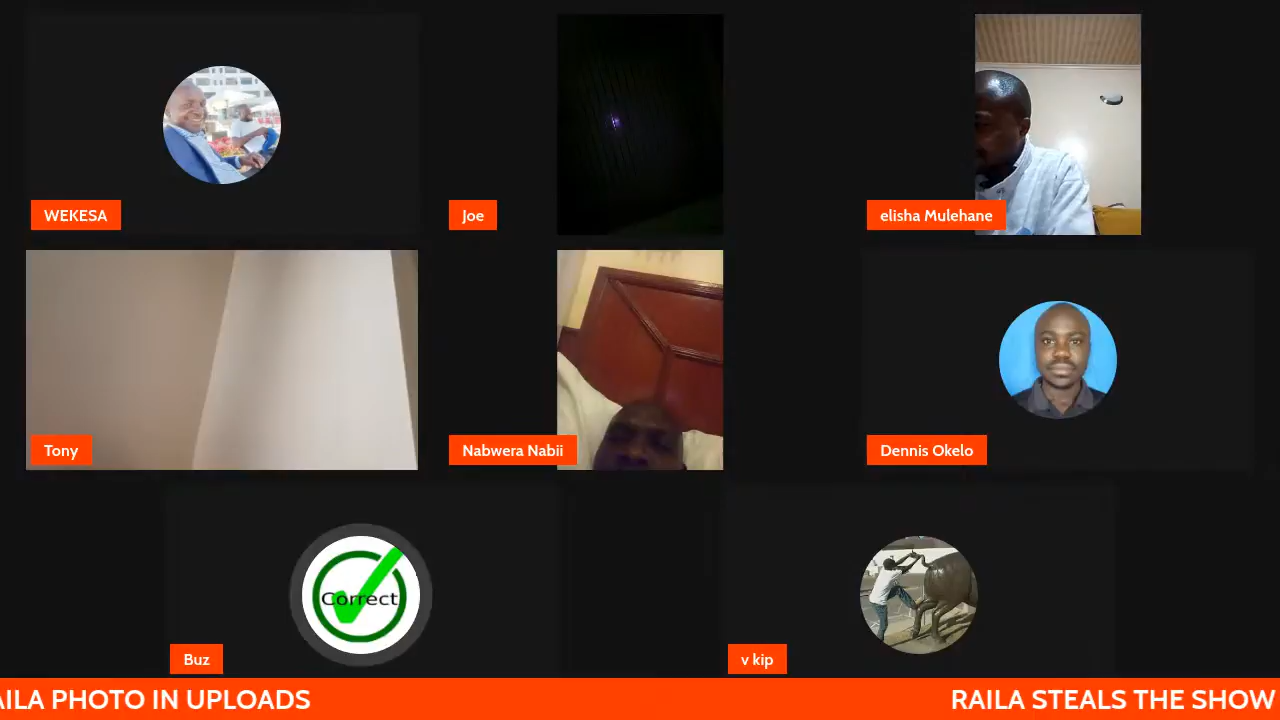 WEKESA
Joe
elisha Mulehane
Tony
Nabwera Nabii
Dennis Okelo
Correct
Buz
v kip
AILA PHOTO IN UPLOADS
RAILA STEALS THE SHOW